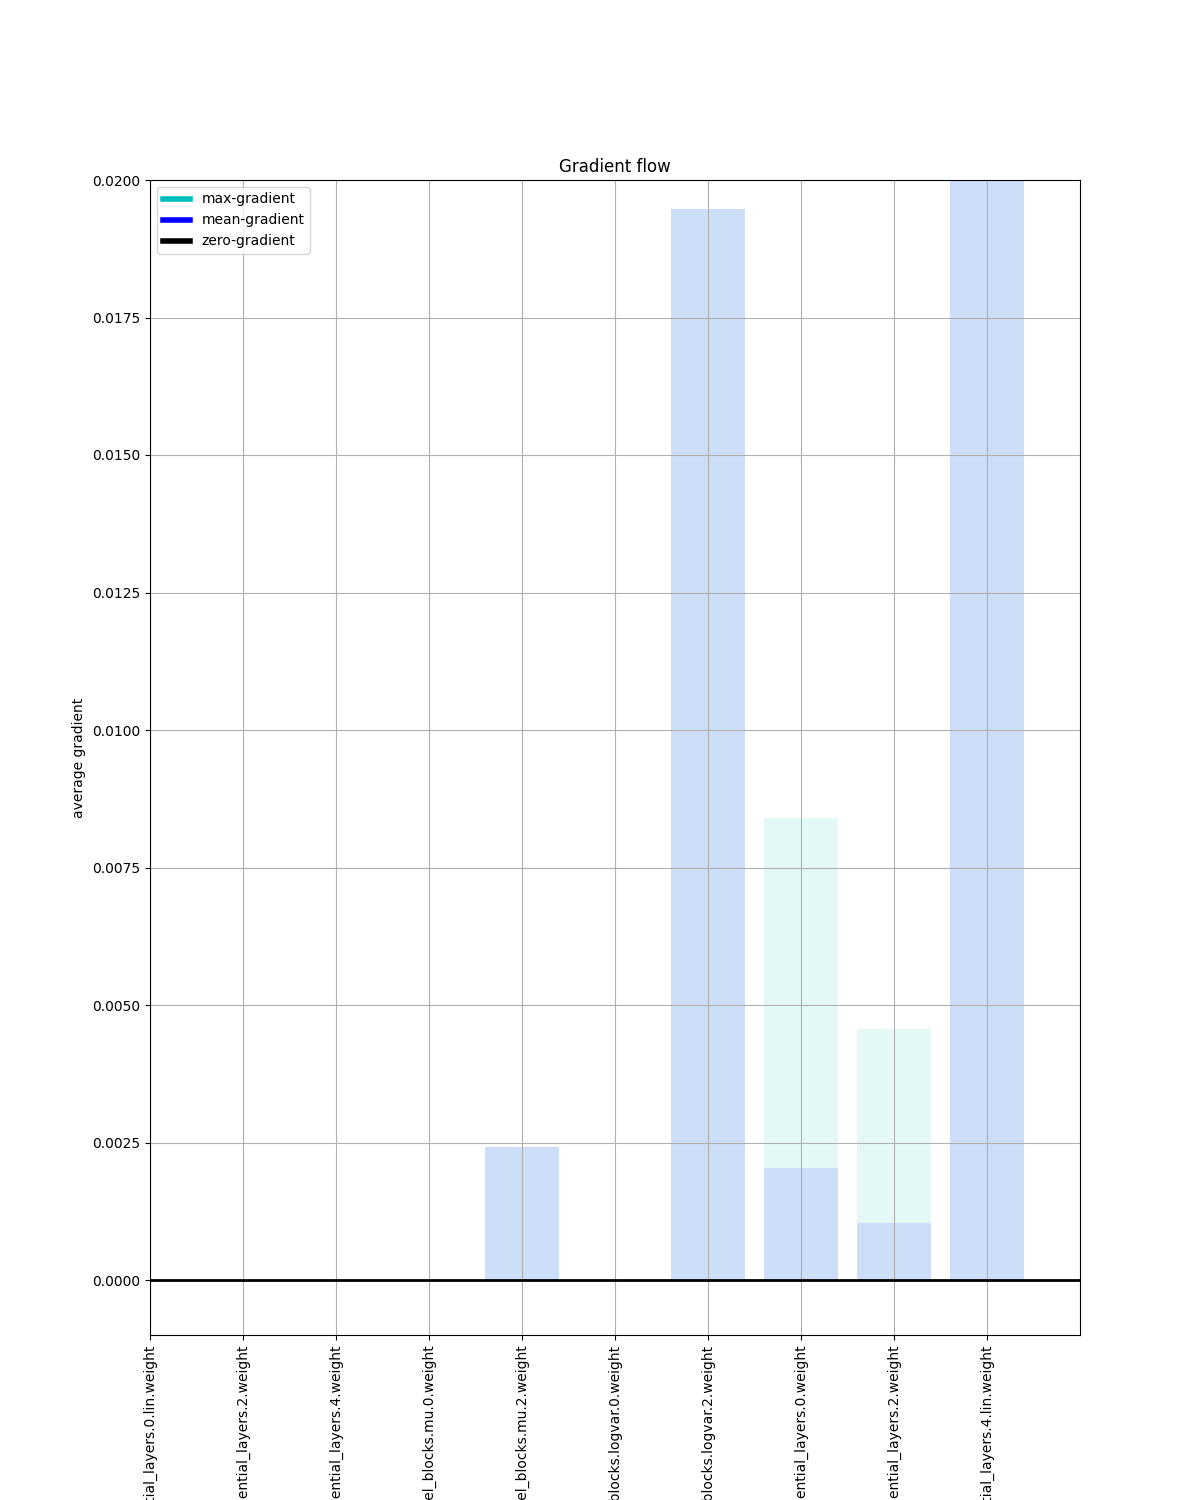 Gradient flow
max-gradient
mean-gradient
zero-gradient
0.0200
0.0175
0.0150
0.0125
0.0100
0.0075
0.0050
0.0025
0.0000
average gradient
tial_layers.0.lin.weight
ential_layers.2.weight
ential_layers.4.weight
el_blocks.mu.0.weight
el_blocks.mu.2.weight
blocks.logvar.0.weight
blocks.logvar.2.weight
ential_layers.0.weight
ential_layers.2.weight
tial_layers.4.lin.weight